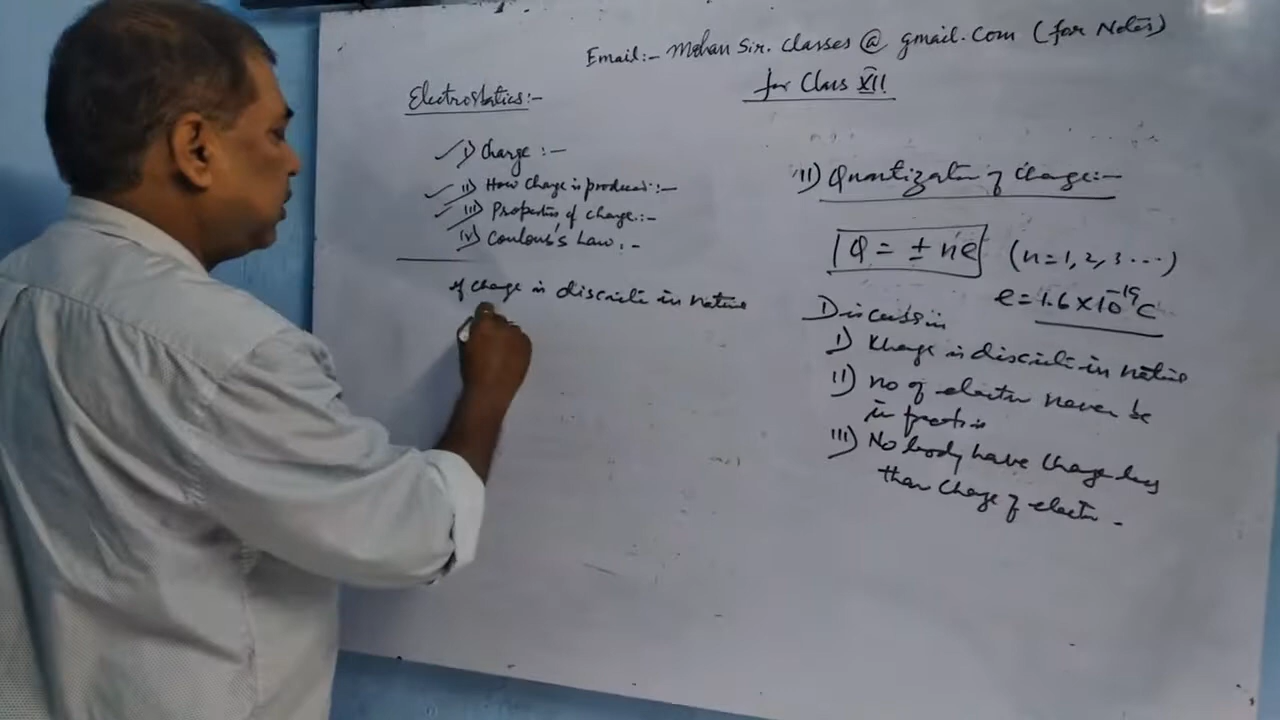 Email:- Mohan Sir. Classes @ gmail.com (for Notes)
for Class XII
Electrostatics:-
i) Charge :-
ii) How Charge is produced :-
iii) Properties of charge :-
iv) Coulous's Law :-
if charge is discrete in nature
II) Quantization of Charge:-
Q = ± ne (n=1, 2, 3 ...)
e = 1.6 × 10⁻¹⁹ C
Discussion
I) Charge is discrete in nature
II) no of electron never be
in fraction
III) No body have Charge less
than Charge of electron -